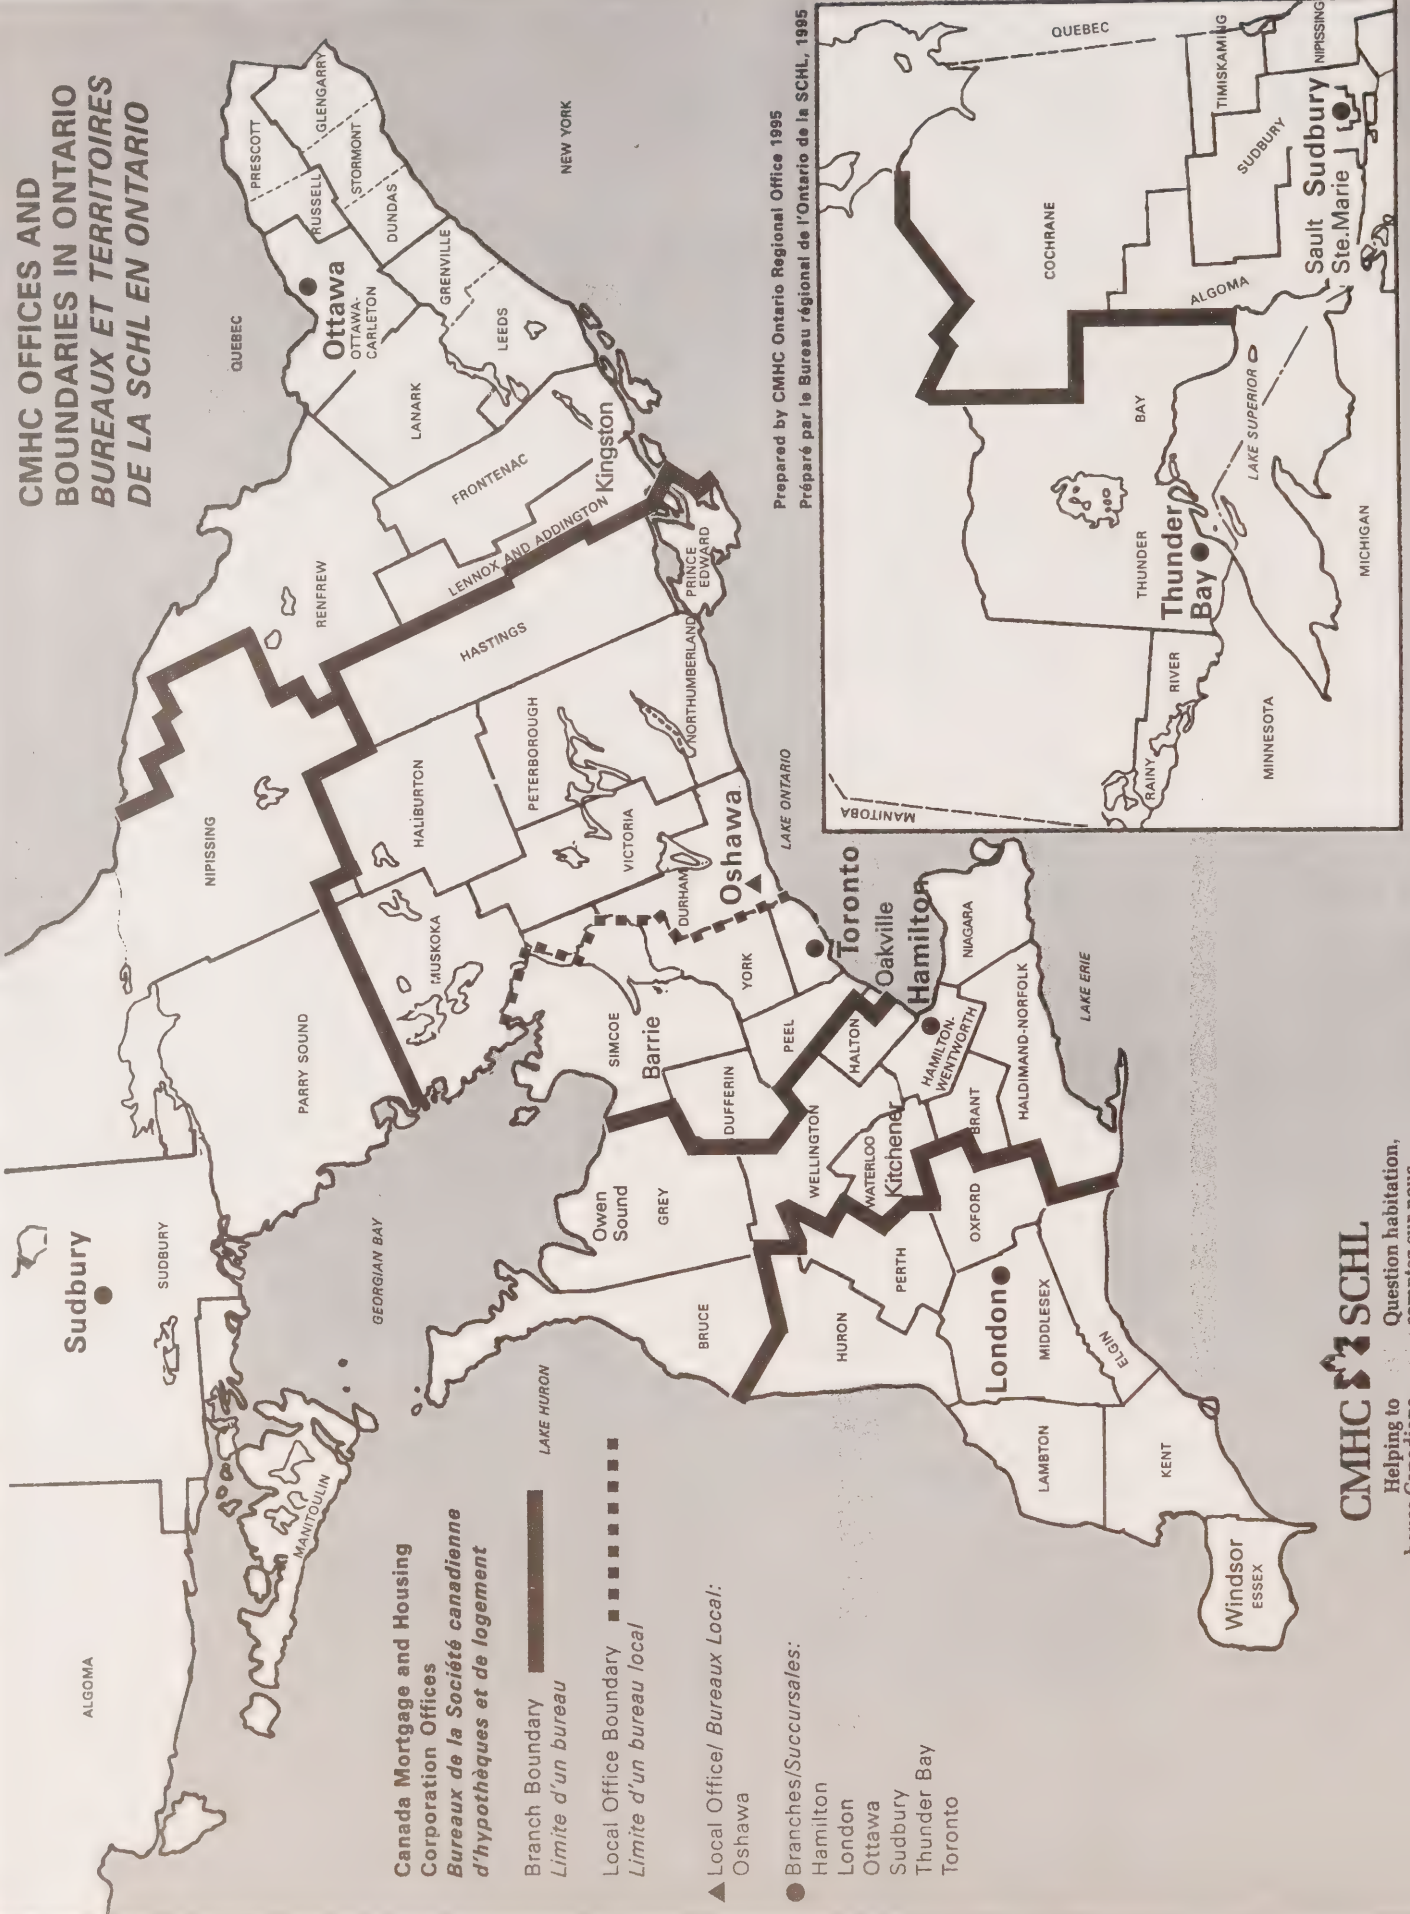 CMHC OFFICES AND
BOUNDARIES IN ONTARIO
BUREAUX ET TERRITOIRES
DE LA SCHL EN ONTARIO
QUEBEC
NEW YORK
PRESCOTT
GLENGARRY
RUSSELL
STORMONT
DUNDAS
Ottawa
OTTAWA-
CARLETON
GRENVILLE
LEEDS
LANARK
FRONTENAC
Kingston
LENNOX AND ADDINGTON
RENFREW
PRINCE
EDWARD
HASTINGS
NORTHUMBERLAND
PETERBOROUGH
HALIBURTON
VICTORIA
NIPISSING
DURHAM
Oshawa
LAKE ONTARIO
MUSKOKA
PARRY SOUND
YORK
Toronto
Oakville
Hamilton
NIAGARA
SIMCOE
Barrie
PEEL
HALTON
HAMILTON-
WENTWORTH
HALDIMAND-NORFOLK
LAKE ERIE
DUFFERIN
BRANT
WELLINGTON
WATERLOO
Kitchener
Owen
Sound
GREY
OXFORD
PERTH
BRUCE
HURON
London
MIDDLESEX
ELGIN
LAMBTON
KENT
Windsor
ESSEX
Sudbury
SUDBURY
GEORGIAN BAY
LAKE HURON
MANITOULIN
ALGOMA
Canada Mortgage and Housing
Corporation Offices
Bureaux de la Société canadienne
d'hypothèques et de logement
Branch Boundary
Limite d'un bureau
Local Office Boundary
Limite d'un bureau local
Local Office/ Bureaux Local:
Oshawa
Branches/Succursales:
Hamilton
London
Ottawa
Sudbury
Thunder Bay
Toronto
Prepared by CMHC Ontario Regional Office 1995
Préparé par le Bureau régional de l'Ontario de la SCHL, 1995
QUEBEC
TIMISKAMING
NIPISSING
SUDBURY
Sudbury
Sault
Ste.Marie
COCHRANE
ALGOMA
LAKE SUPERIOR
THUNDER
BAY
Thunder
Bay
MICHIGAN
RAINY
RIVER
MINNESOTA
MANITOBA
CMHC SCHL
Helping to
Question habitation,